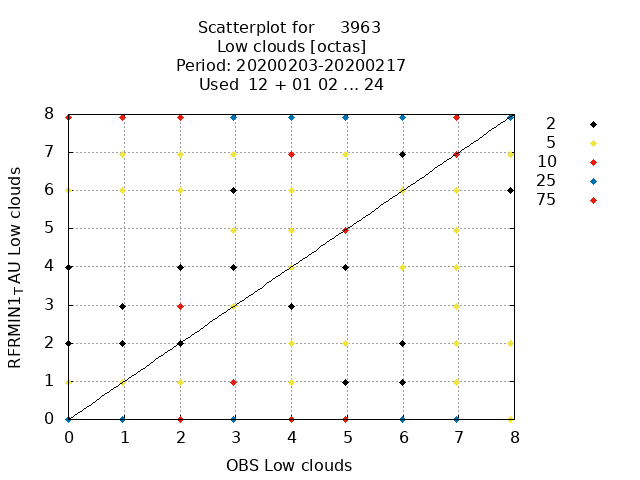 Scatterplot for 3963
Low clouds [octas]
Period: 20200203-20200217
Used 12 + 01 02 ... 24
8
7
6
5
4
3
2
1
0
0 1 2 3 4 5 6 7 8
RFRMIN1_T AU Low clouds
OBS Low clouds
2
5
10
25
75